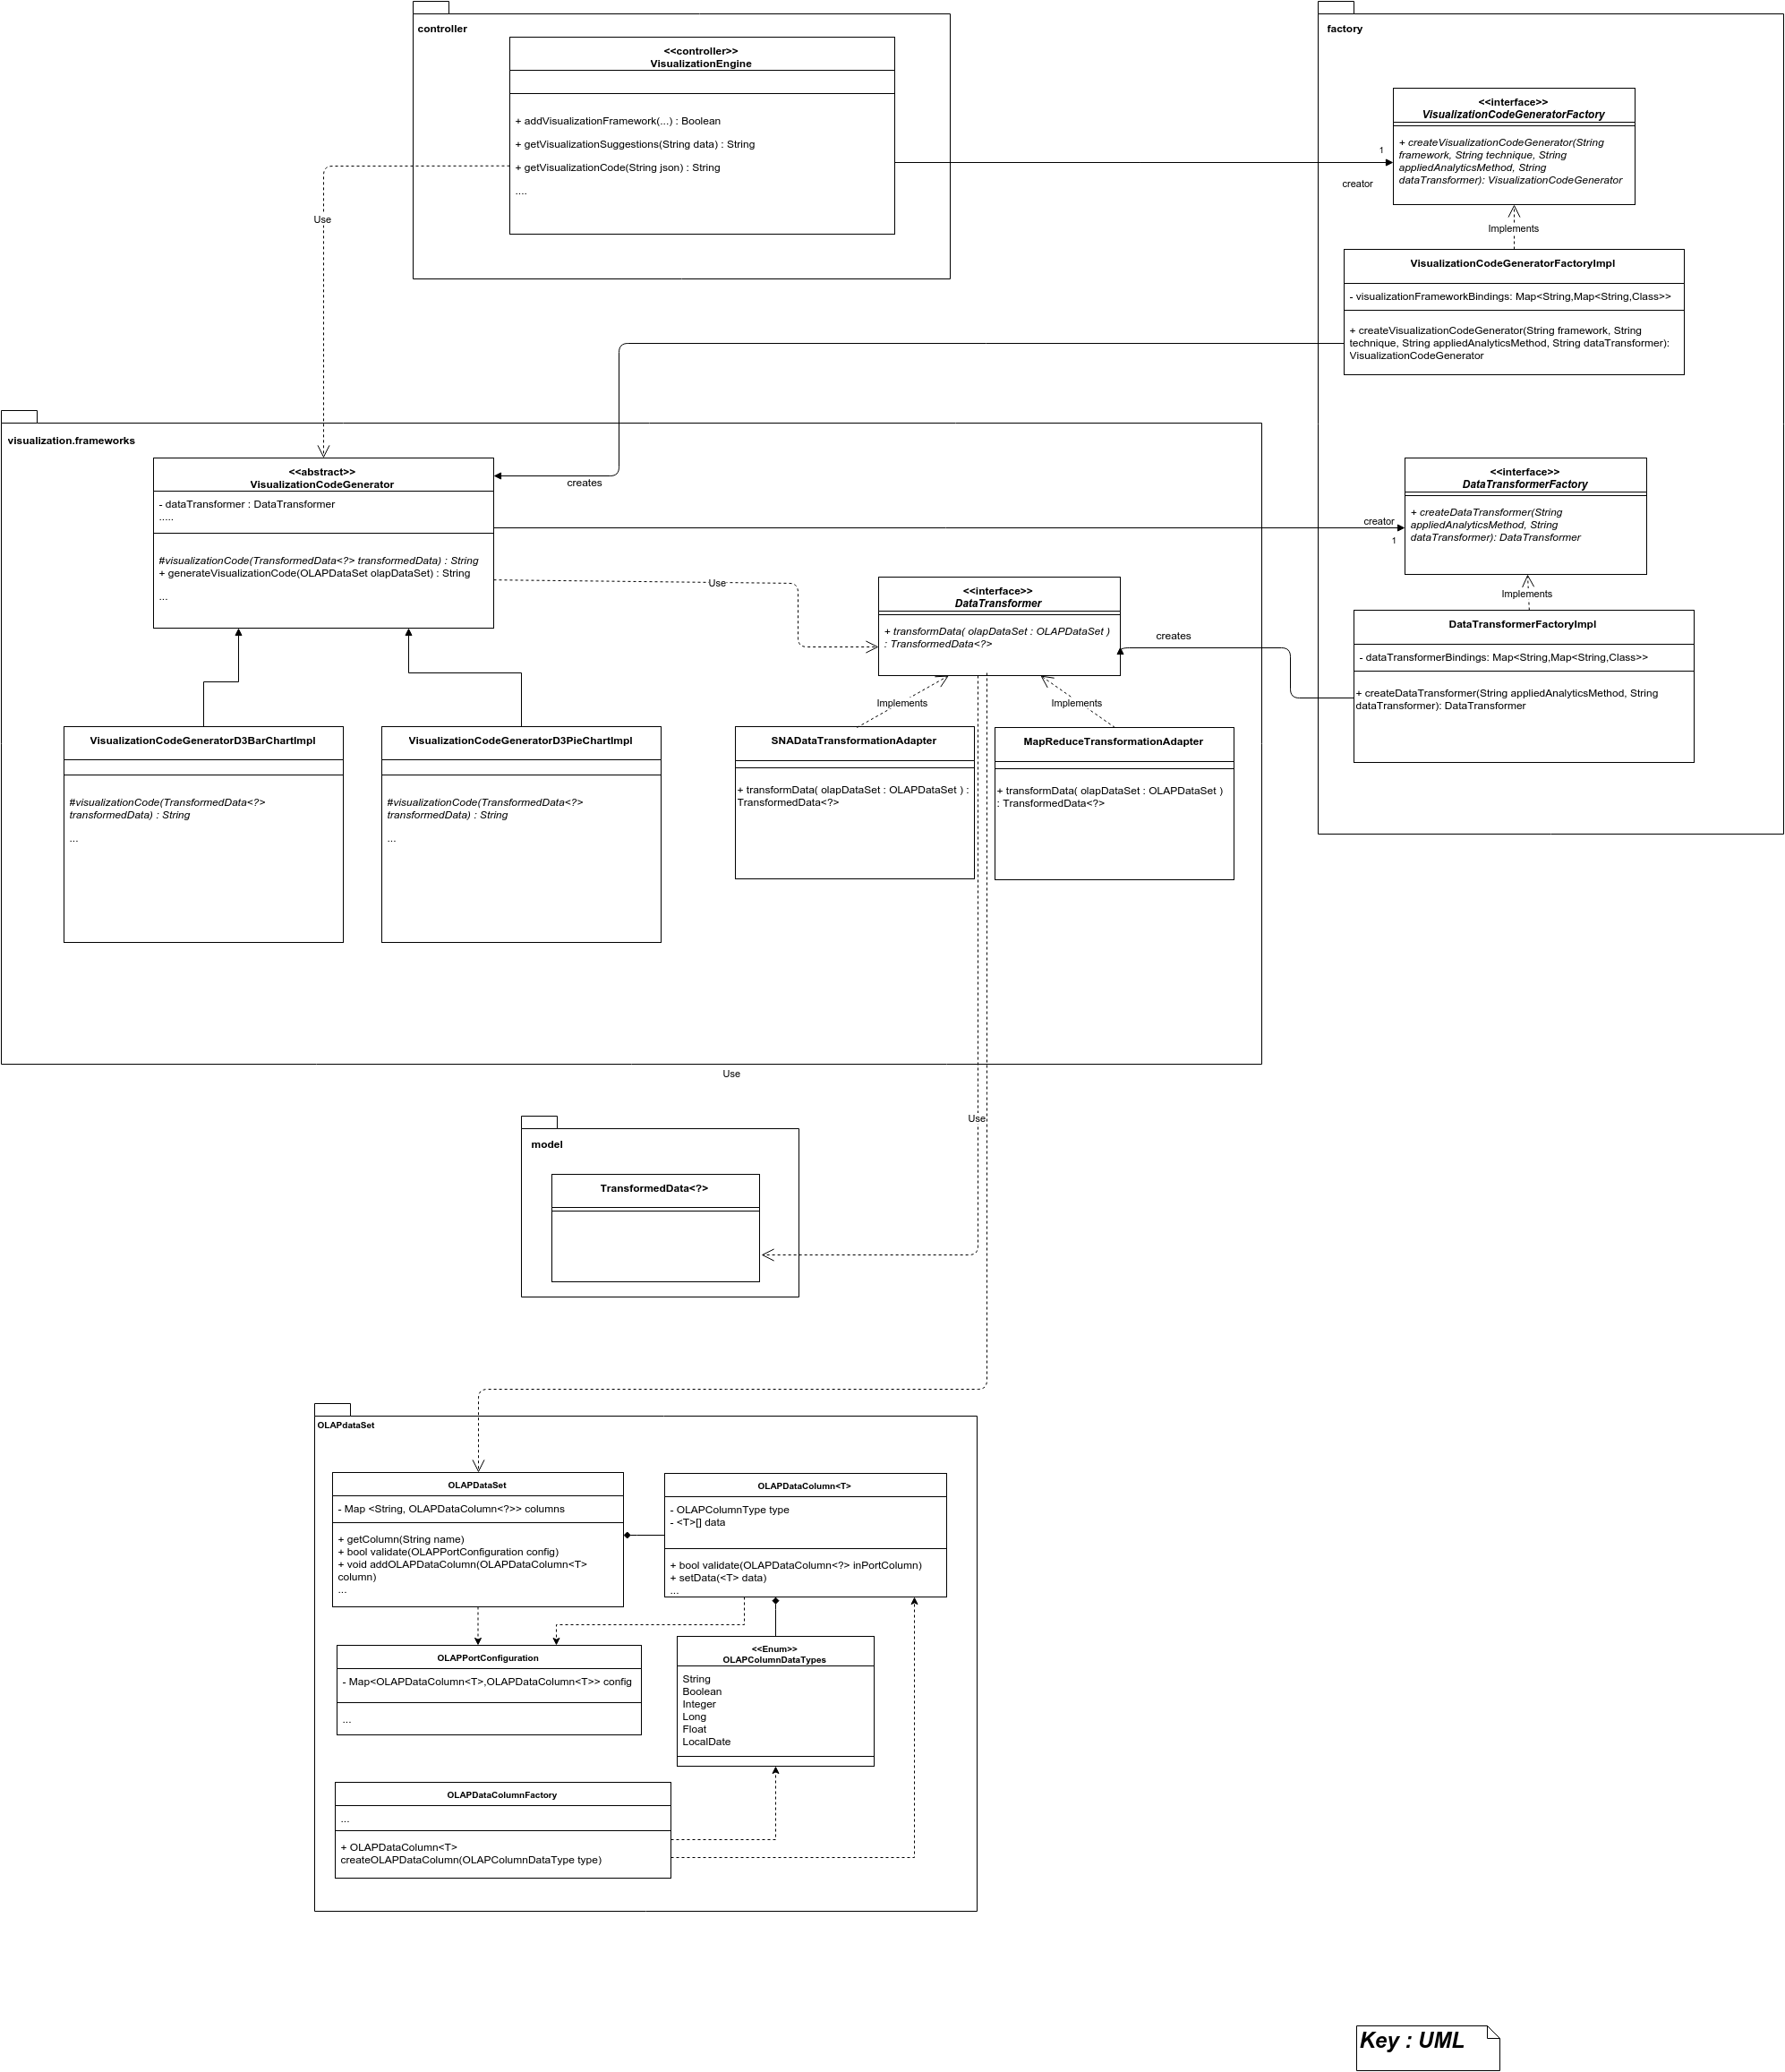 controller
<<controller>>
VisualizationEngine
+ addVisualizationFramework(...) : Boolean
+ getVisualizationSuggestions(String data) : String
+ getVisualizationCode(String json) : String
....
Use
factory
<<interface>>
VisualizationCodeGeneratorFactory
+ createVisualizationCodeGenerator(String
framework, String technique, String
appliedAnalyticsMethod, String
dataTransformer): VisualizationCodeGenerator
1
creator
Implements
VisualizationCodeGeneratorFactoryImpl
- visualizationFrameworkBindings: Map<String,Map<String,Class>>
+ createVisualizationCodeGenerator(String framework, String
technique, String appliedAnalyticsMethod, String dataTransformer):
VisualizationCodeGenerator
visualization.frameworks
<<abstract>>
VisualizationCodeGenerator
- dataTransformer : DataTransformer
.....
#visualizationCode(TransformedData<?> transformedData) : String
+ generateVisualizationCode(OLAPDataSet olapDataSet) : String
...
creates
<<interface>>
DataTransformerFactory
+ createDataTransformer(String
appliedAnalyticsMethod, String
dataTransformer): DataTransformer
creator
1
Use
<<interface>>
DataTransformer
+ transformData( olapDataSet : OLAPDataSet )
: TransformedData<?>
creates
Implements
DataTransformerFactoryImpl
- dataTransformerBindings: Map<String,Map<String,Class>>
+ createDataTransformer(String appliedAnalyticsMethod, String
dataTransformer): DataTransformer
Implements
Implements
VisualizationCodeGeneratorD3BarChartImpl
#visualizationCode(TransformedData<?>
transformedData) : String
...
VisualizationCodeGeneratorD3PieChartImpl
#visualizationCode(TransformedData<?>
transformedData) : String
...
SNADataTransformationAdapter
+ transformData( olapDataSet : OLAPDataSet ) :
TransformedData<?>
MapReduceTransformationAdapter
+ transformData( olapDataSet : OLAPDataSet )
: TransformedData<?>
Use
Use
model
TransformedData<?>
OLAPdataSet
OLAPDataSet
- Map <String, OLAPDataColumn<?>> columns
+ getColumn(String name)
+ bool validate(OLAPPortConfiguration config)
+ void addOLAPDataColumn(OLAPDataColumn<T>
column)
...
OLAPDataColumn<T>
- OLAPColumnType type
- <T>[] data
+ bool validate(OLAPDataColumn<?> inPortColumn)
+ setData(<T> data)
...
OLAPPortConfiguration
- Map<OLAPDataColumn<T>,OLAPDataColumn<T>> config
...
<<Enum>>
OLAPColumnDataTypes
String
Boolean
Integer
Long
Float
LocalDate
OLAPDataColumnFactory
...
+ OLAPDataColumn<T>
createOLAPDataColumn(OLAPColumnDataType type)
Key : UML